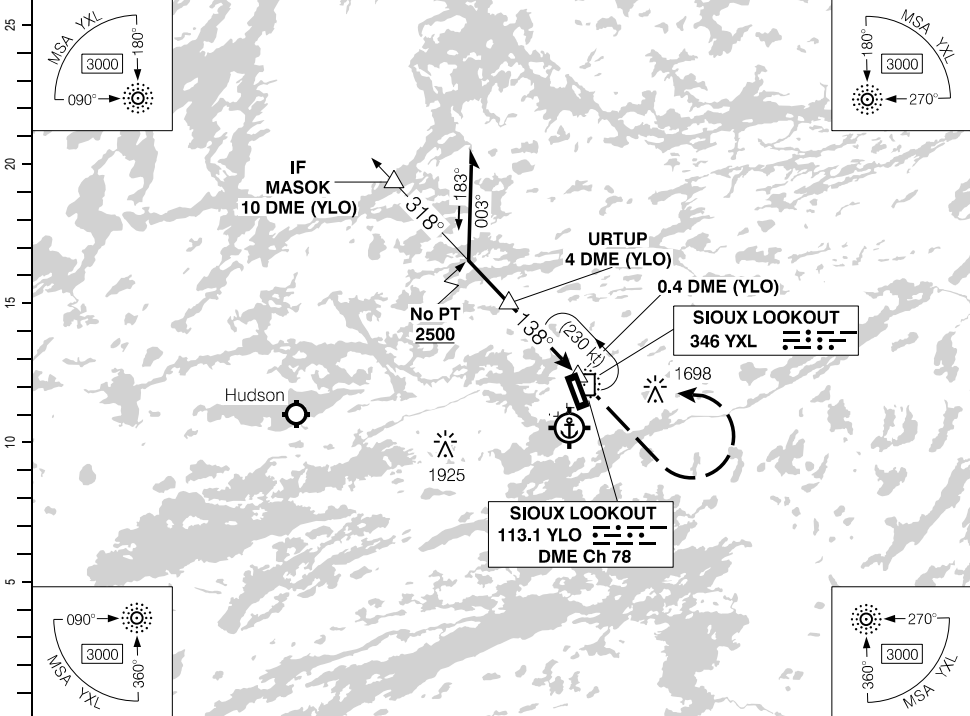 25
20
15
10
5
MSA YXL
180°
3000
090°
MSA YXL
180°
3000
270°
IF
MASOK
10 DME (YLO)
318°
183°
003°
URTUP
4 DME (YLO)
0.4 DME (YLO)
No PT
2500
138°
(230 kt)
SIOUX LOOKOUT
346 YXL
1698
Hudson
1925
SIOUX LOOKOUT
113.1 YLO
DME Ch 78
090°
3000
360°
MSA YXL
270°
3000
360°
MSA YXL